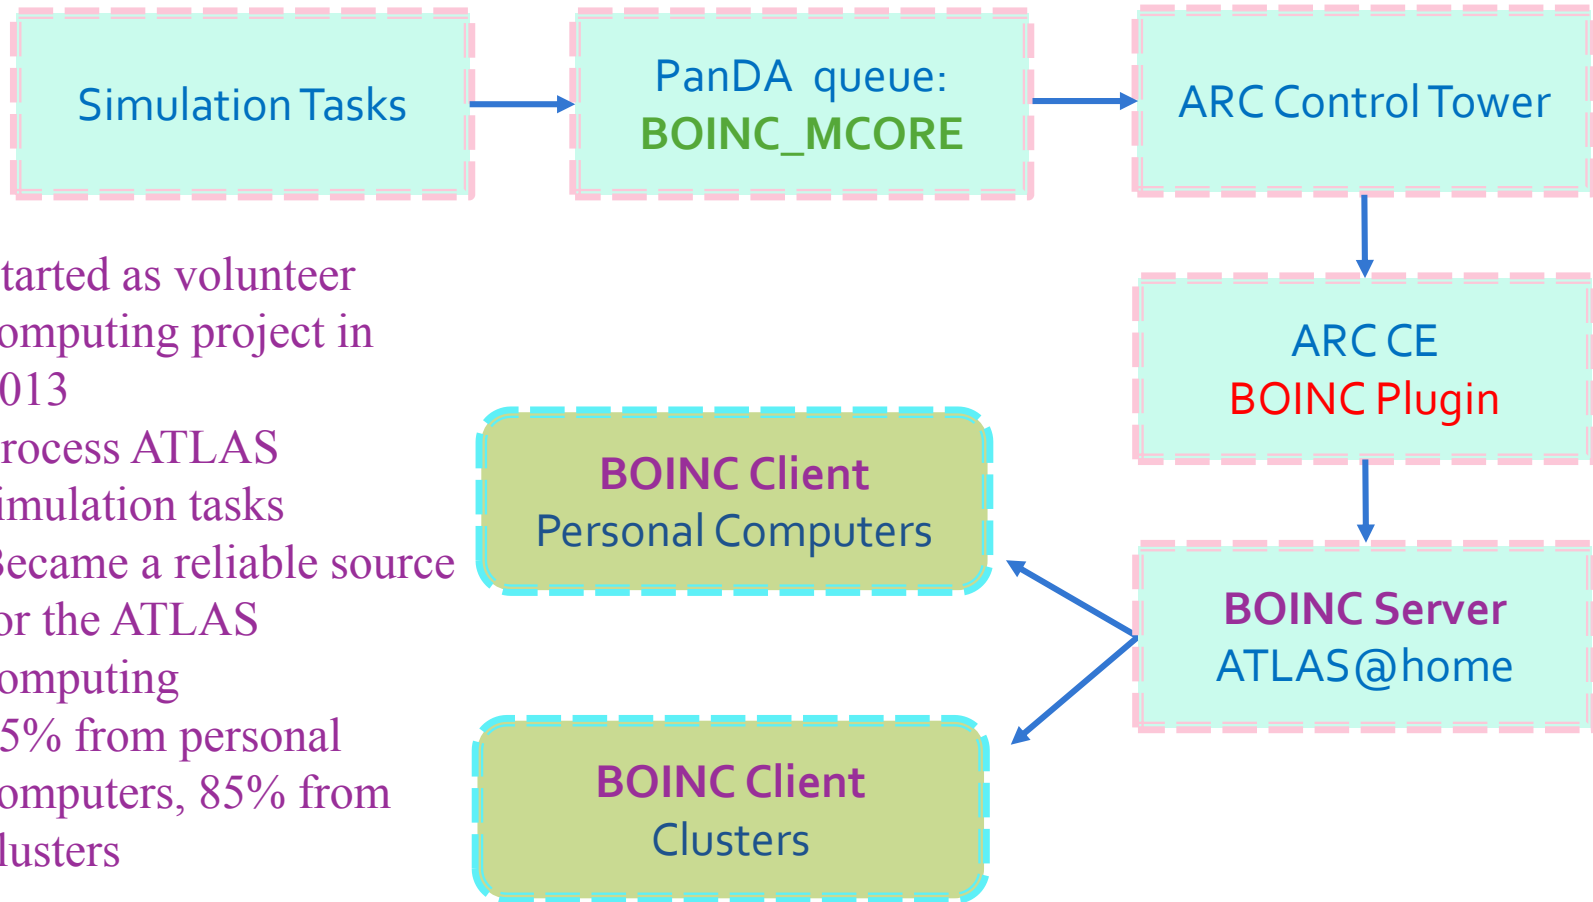 Simulation Tasks
PanDA queue:
BOINC_MCORE
ARC Control Tower
ARC CE
BOINC Plugin
BOINC Server
ATLAS@home
BOINC Client
Personal Computers
BOINC Client
Clusters
tarted as volunteer
omputing project in
013
rocess ATLAS
imulation tasks
ecame a reliable source
or the ATLAS
omputing
5% from personal
omputers, 85% from
lusters